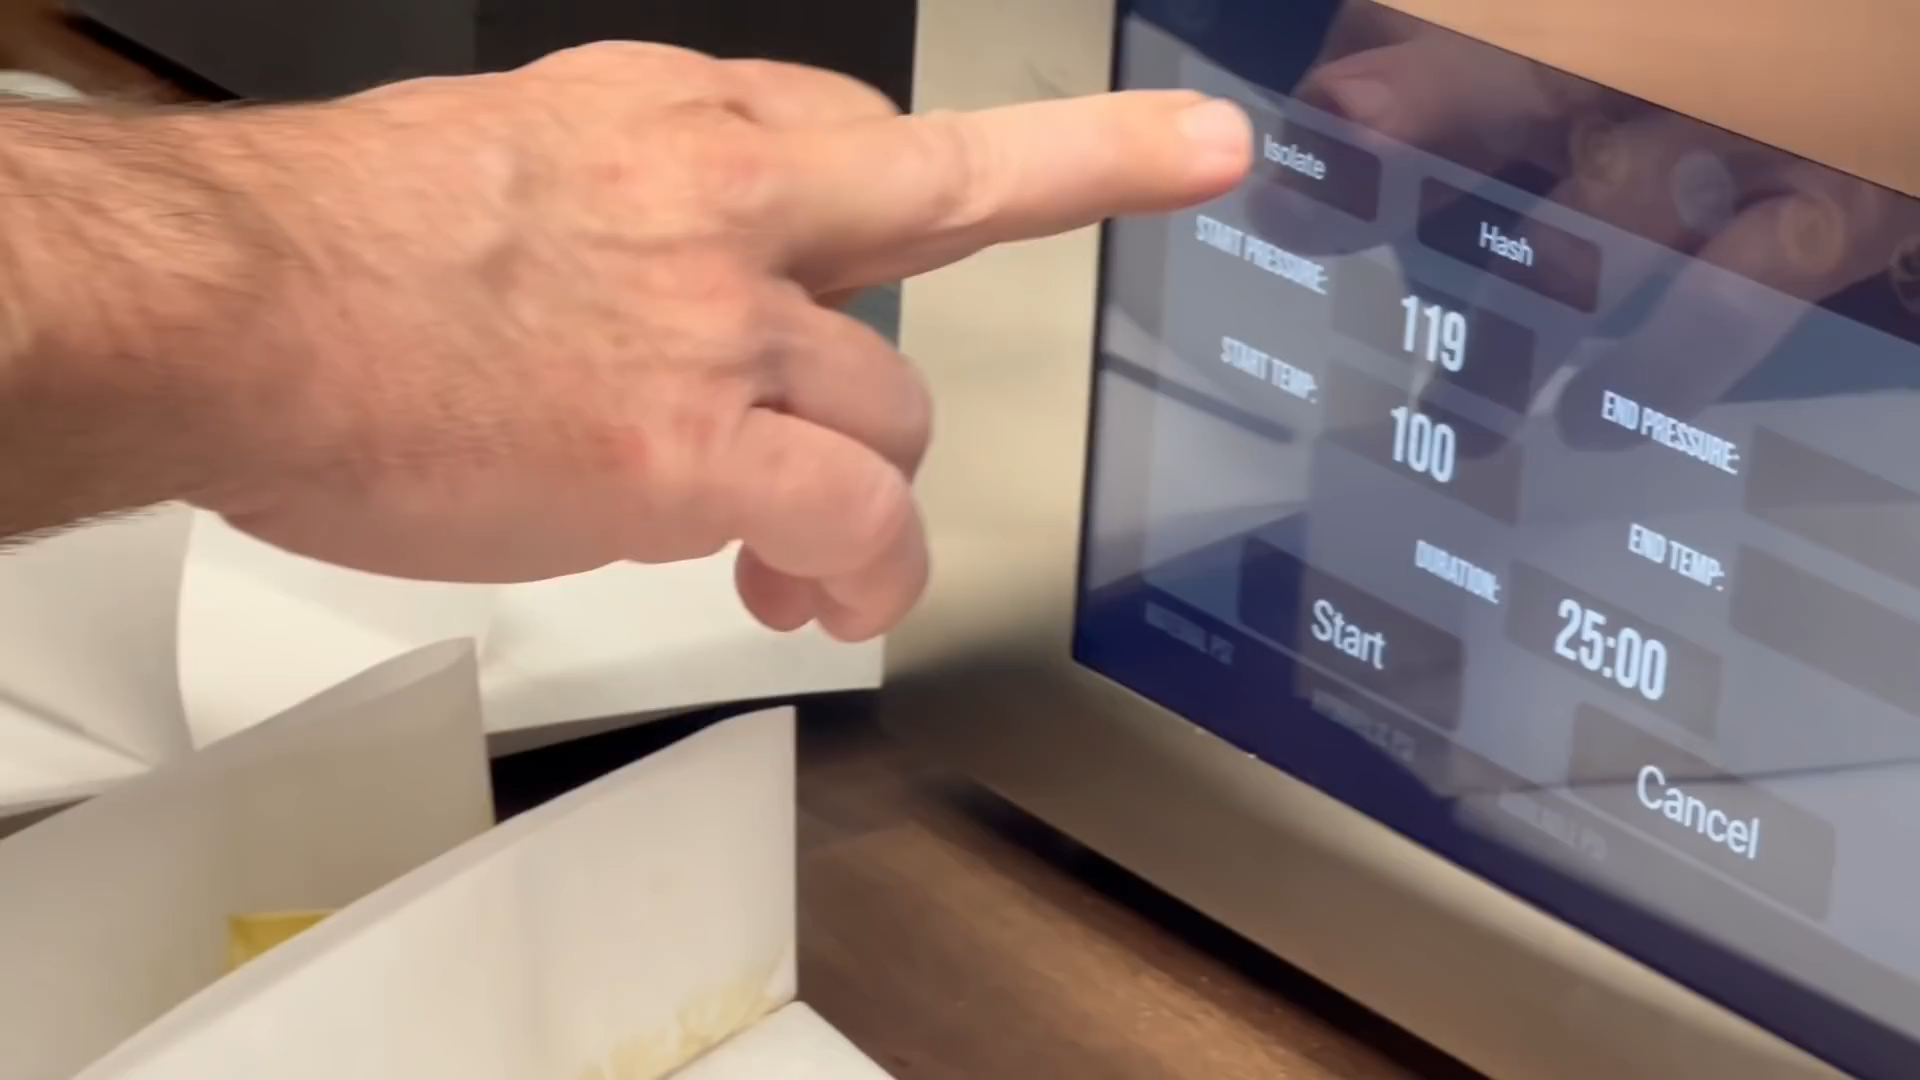 Isolate
Hash
START PRESSURE:
119
START TEMP:
100
END PRESSURE:
END TEMP:
DURATION:
25:00
Start
Cancel